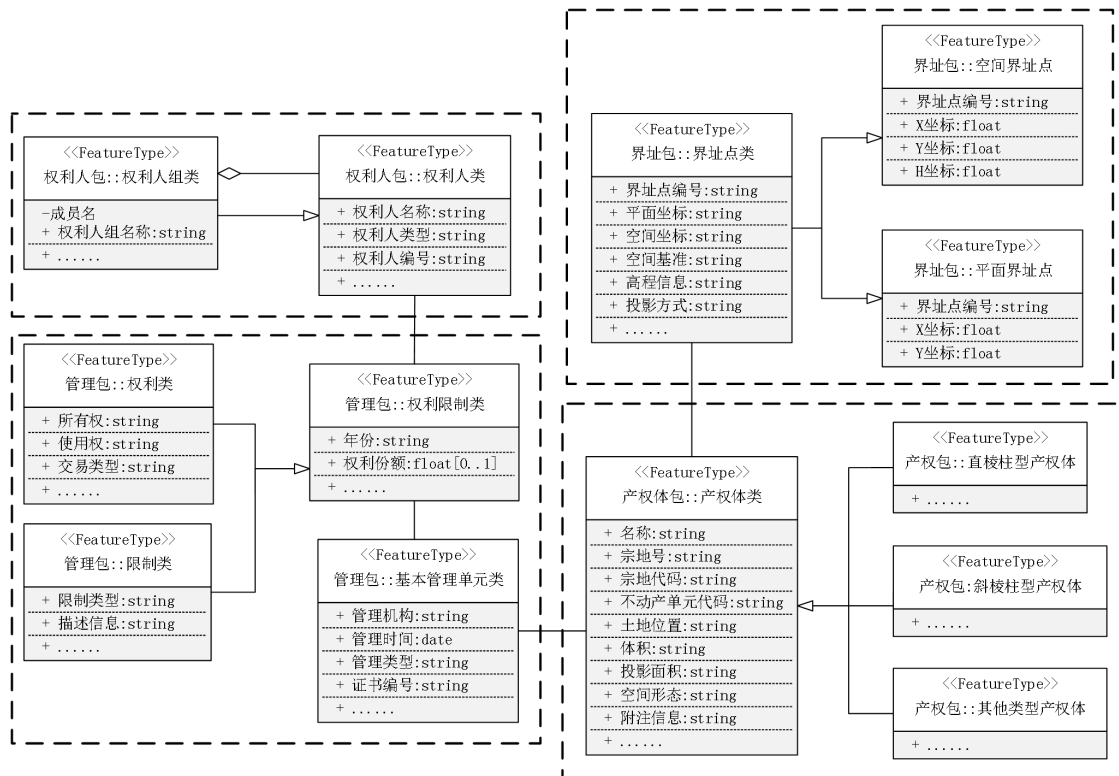 <<FeatureType>>
权利人包::权利人组类
-成员名
+ 权利人组名称:string
+ ......
<<FeatureType>>
权利人包::权利人类
+ 权利人名称:string
+ 权利人类型:string
+ 权利人编号:string
+ ......
<<FeatureType>>
管理包::权利类
+ 所有权:string
+ 使用权:string
+ 交易类型:string
+ ......
<<FeatureType>>
管理包::限制类
+ 限制类型:string
+ 描述信息:string
+ ......
<<FeatureType>>
管理包::权利限制类
+ 年份:string
+ 权利份额:float[0..1]
+ ......
<<FeatureType>>
管理包::基本管理单元类
+ 管理机构:string
+ 管理时间:date
+ 管理类型:string
+ 证书编号:string
+ ......
<<FeatureType>>
界址包::界址点类
+ 界址点编号:string
+ 平面坐标:string
+ 空间坐标:string
+ 空间基准:string
+ 高程信息:string
+ 投影方式:string
+ ......
<<FeatureType>>
界址包::空间界址点
+ 界址点编号:string
+ X坐标:float
+ Y坐标:float
+ H坐标:float
<<FeatureType>>
界址包::平面界址点
+ 界址点编号:string
+ X坐标:float
+ Y坐标:float
<<FeatureType>>
产权体包::产权体类
+ 名称:string
+ 宗地号:string
+ 宗地代码:string
+ 不动产单元代码:string
+ 土地位置:string
+ 体积:string
+ 投影面积:string
+ 空间形态:string
+ 附注信息:string
+ ......
<<FeatureType>>
产权包::直棱柱型产权体
+ ......
<<FeatureType>>
产权包:斜棱柱型产权体
+ ......
<<FeatureType>>
产权包::其他类型产权体
+ ......